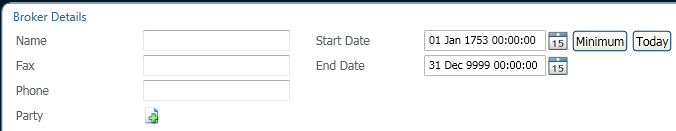 Broker Details
Name Start Date 01 Jan 1753 00:00:00 15 Minimum Today
Fax End Date 31 Dec 9999 00:00:00 15
Phone
Party